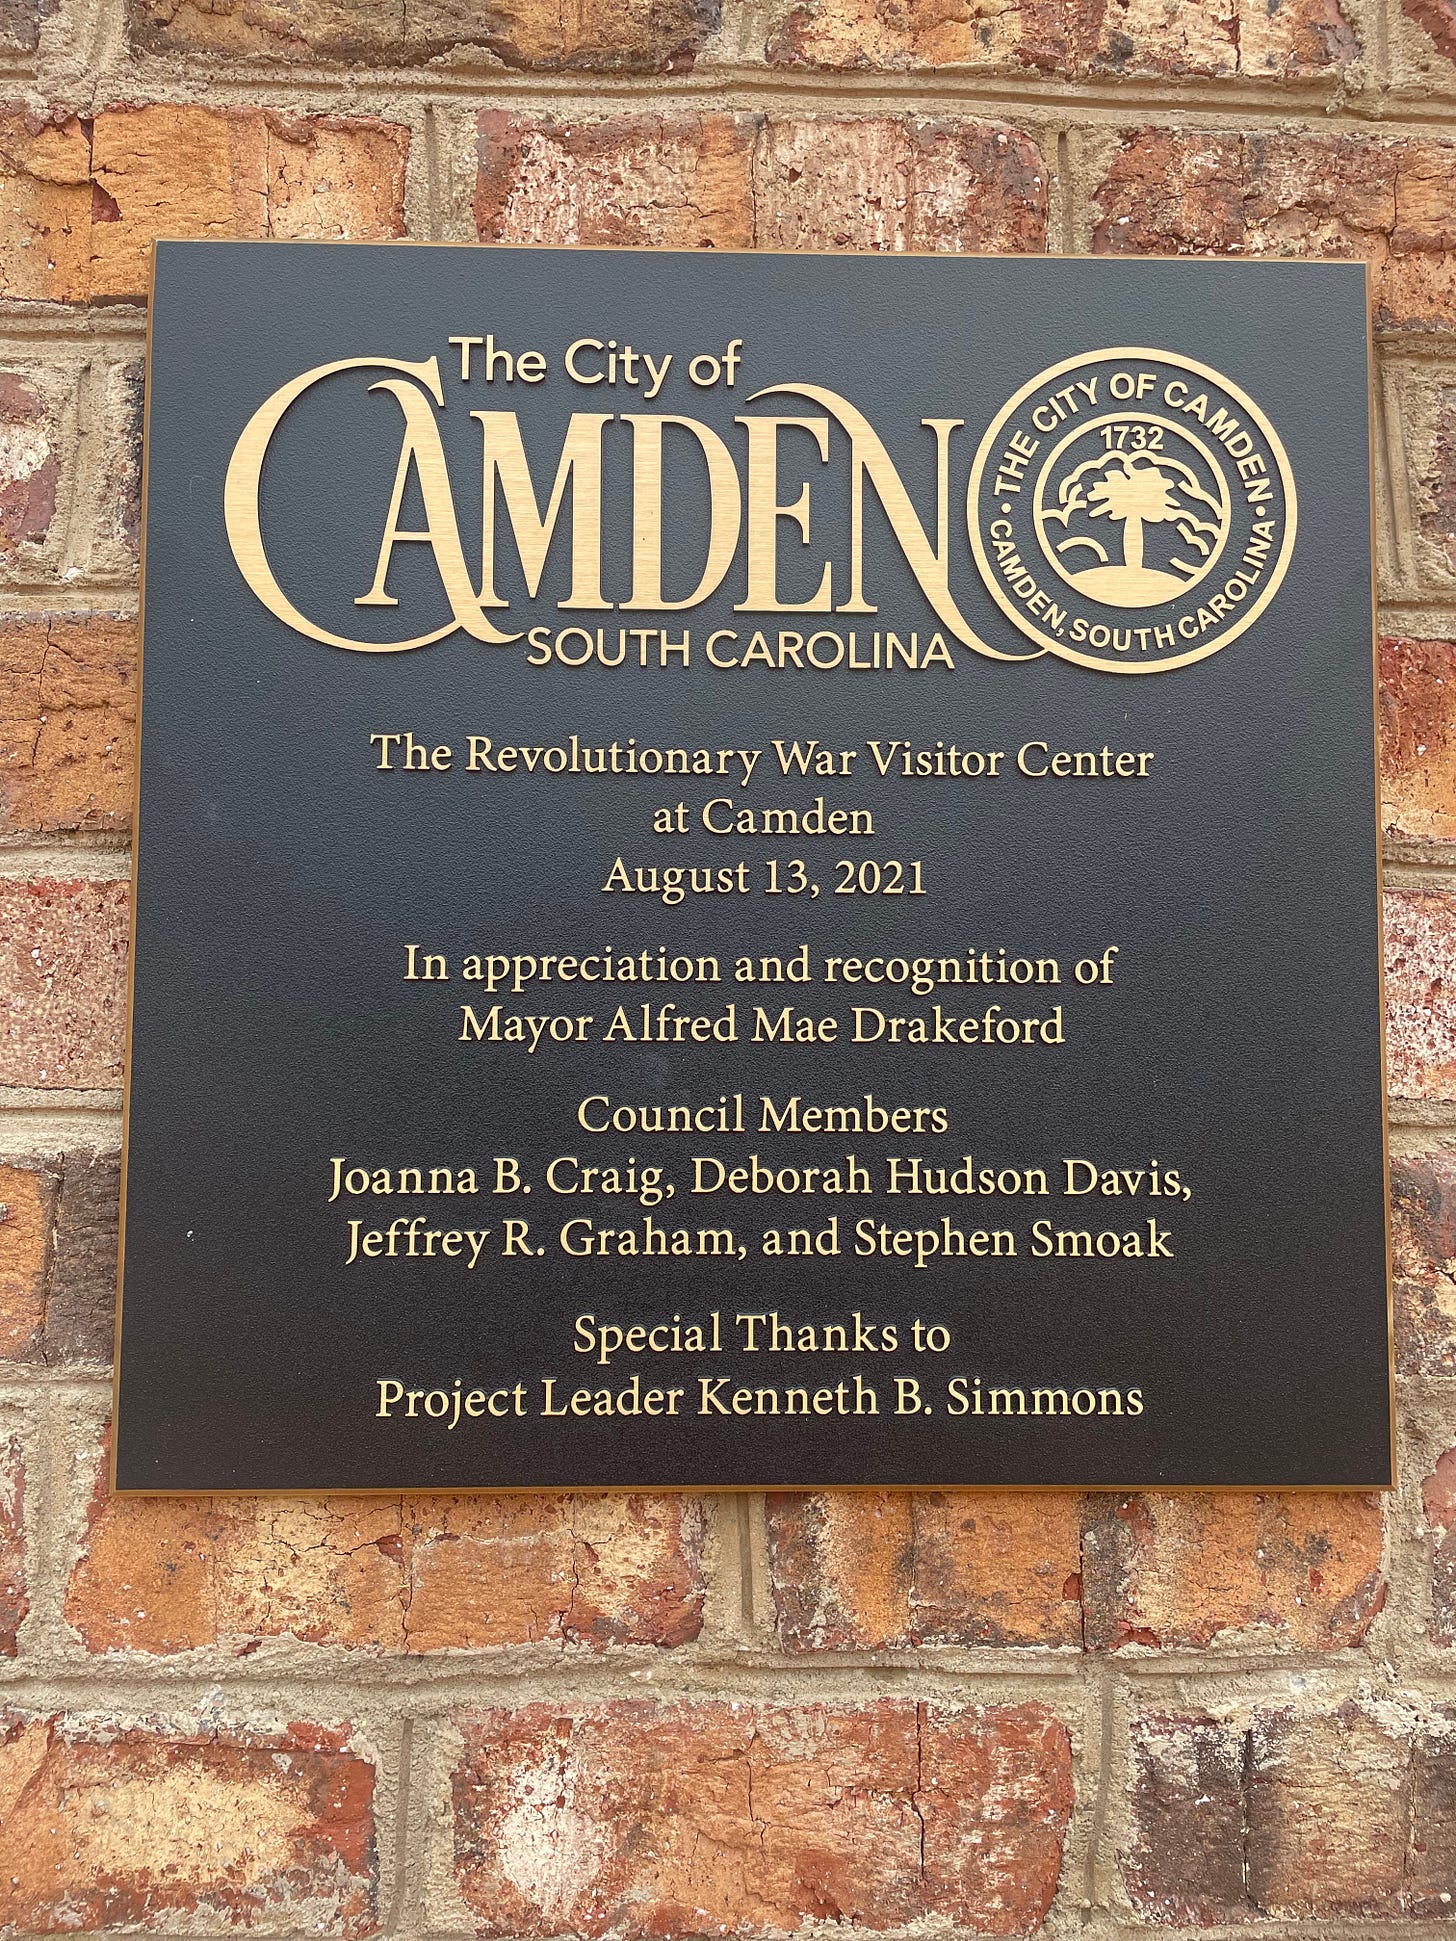 The City of
CAMDEN
SOUTH CAROLINA
• THE CITY OF CAMDEN •
1732
CAMDEN, SOUTH CAROLINA
The Revolutionary War Visitor Center
at Camden
August 13, 2021
In appreciation and recognition of
Mayor Alfred Mae Drakeford
Council Members
Joanna B. Craig, Deborah Hudson Davis,
Jeffrey R. Graham, and Stephen Smoak
Special Thanks to
Project Leader Kenneth B. Simmons